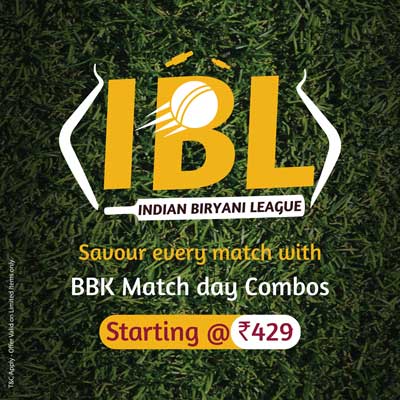 IBL
INDIAN BIRYANI LEAGUE
Savour every match with
BBK Match day Combos
Starting @ ₹429
T&C Apply - Offer Valid on Limited Items only